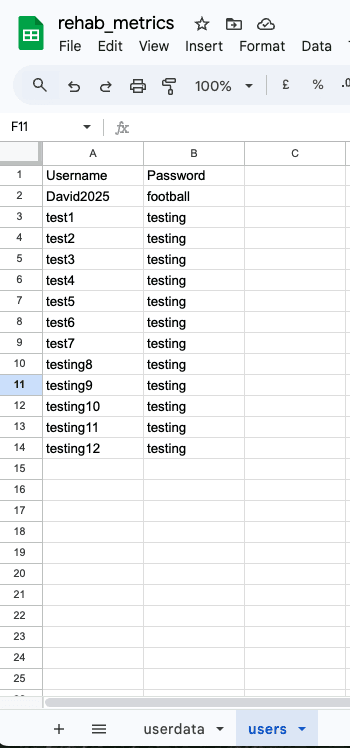 rehab_metrics
File Edit View Insert Format Data
100% £ % .0
F11 fx
A B C
1 Username Password
2 David2025 football
3 test1 testing
4 test2 testing
5 test3 testing
6 test4 testing
7 test5 testing
8 test6 testing
9 test7 testing
10 testing8 testing
11 testing9 testing
12 testing10 testing
13 testing11 testing
14 testing12 testing
15
16
17
18
19
20
21
22
23
24
25
userdata users